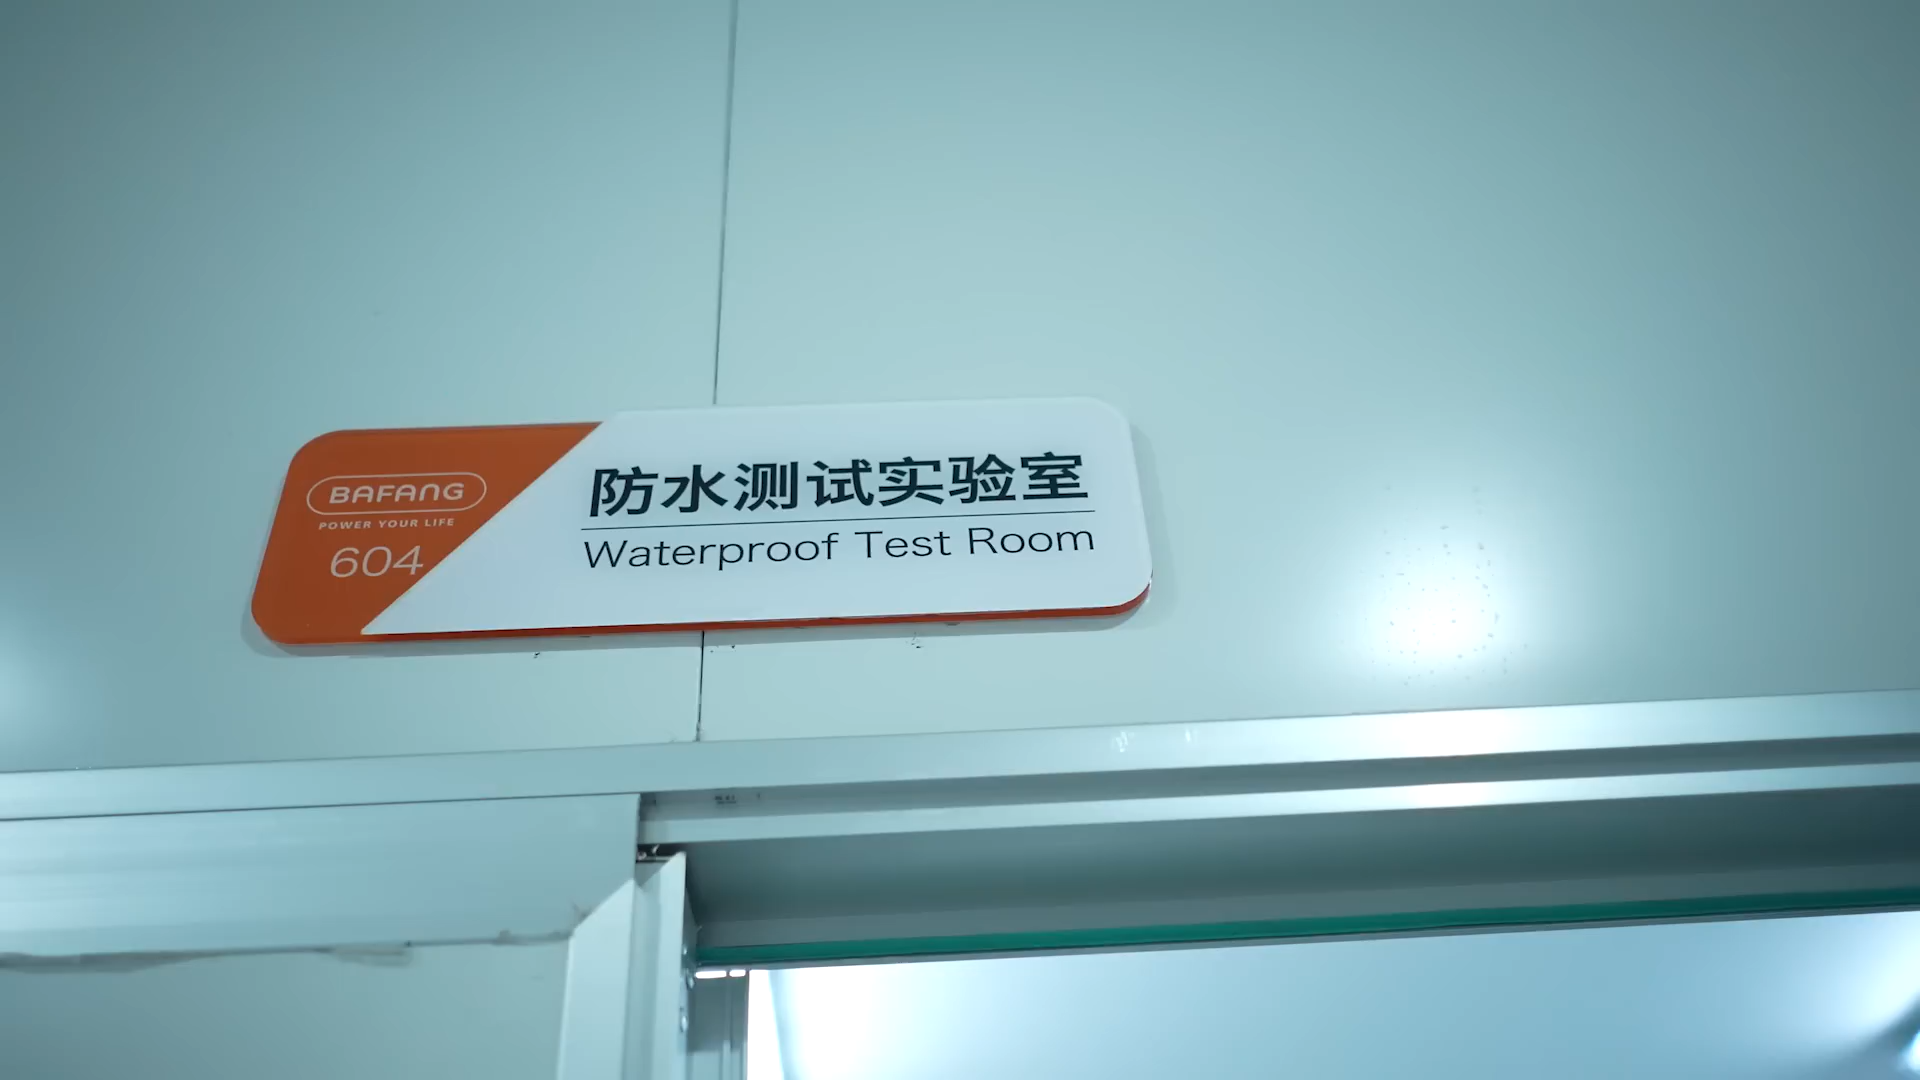 BAFANG
POWER YOUR LIFE
604
防水测试实验室
Waterproof Test Room